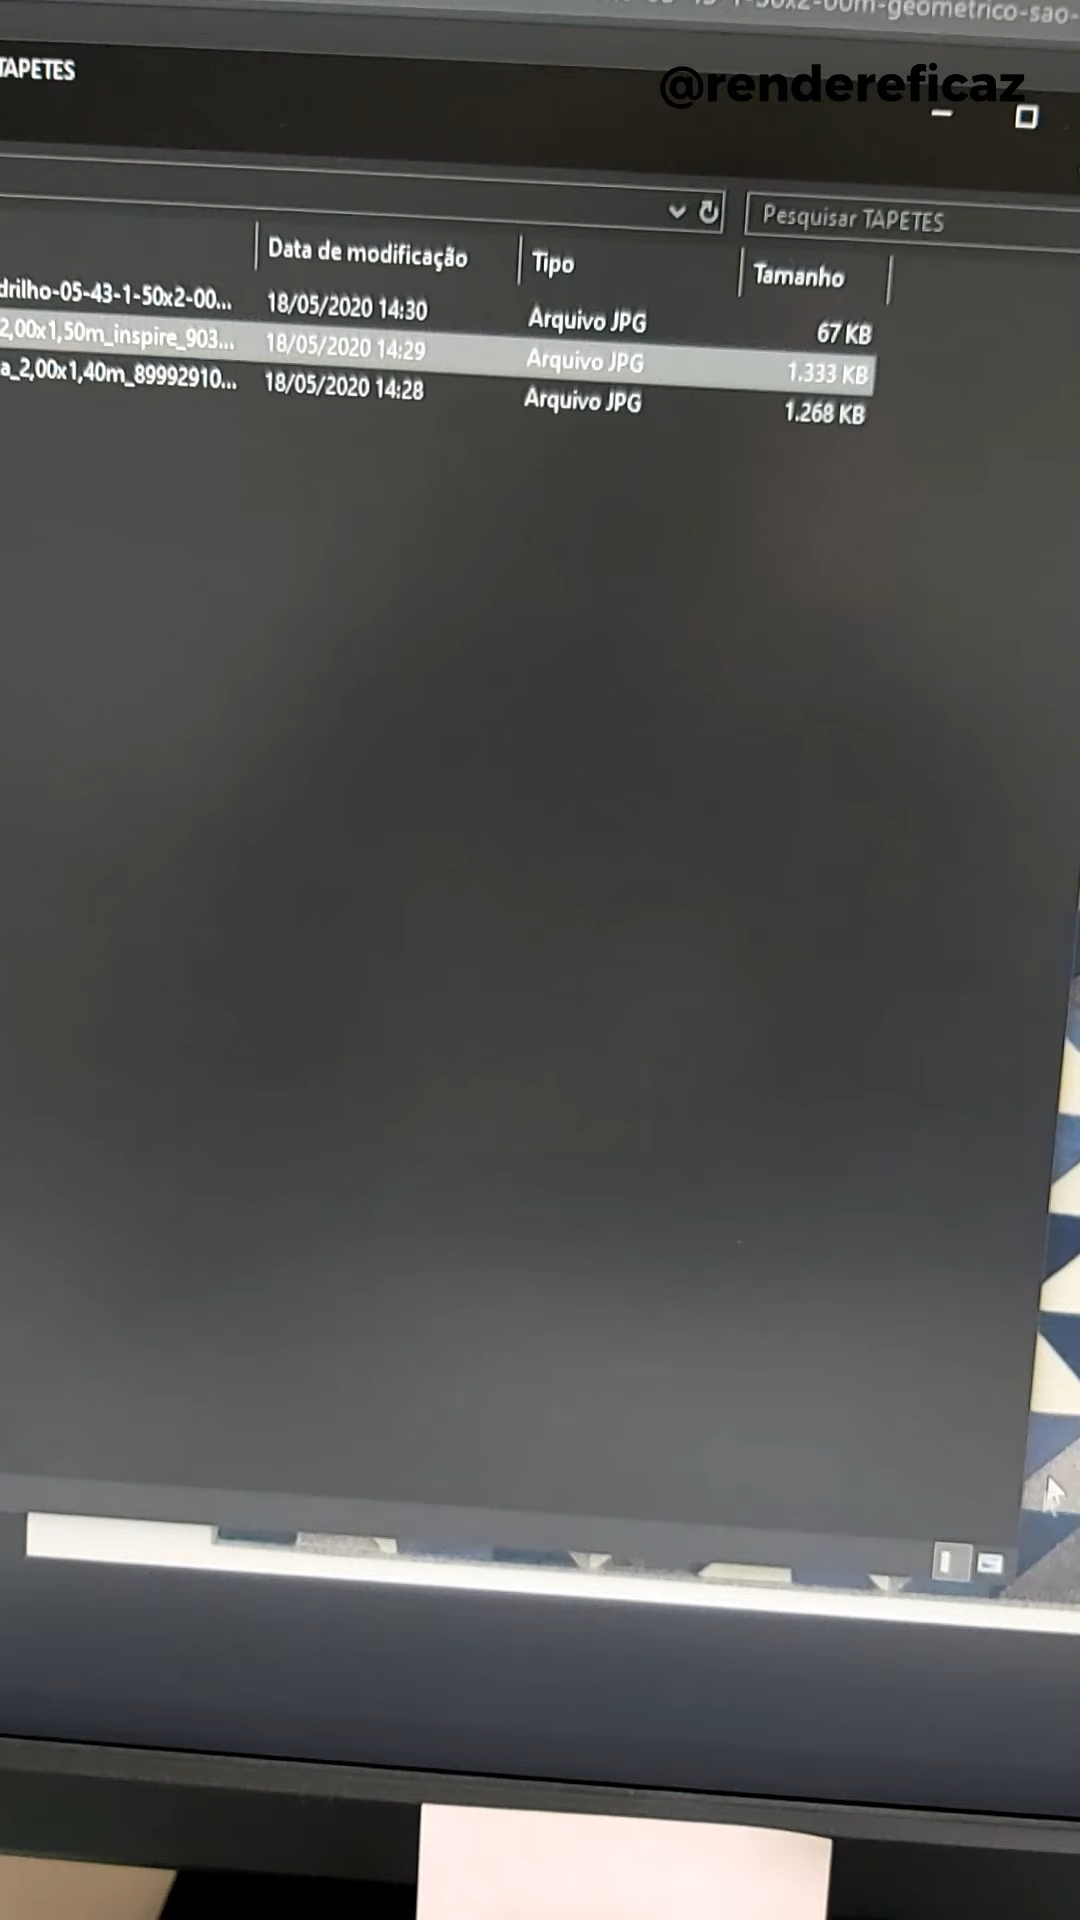 -geometrico-sao-
TAPETES
@rendereficaz
Pesquisar TAPETES
Data de modificação Tipo Tamanho
drilho-05-43-1-50x2-00... 18/05/2020 14:30 Arquivo JPG 67 KB
2,00x1,50m_inspire_903... 18/05/2020 14:29 Arquivo JPG 1.333 KB
a_2,00x1,40m_89992910... 18/05/2020 14:28 Arquivo JPG 1.268 KB